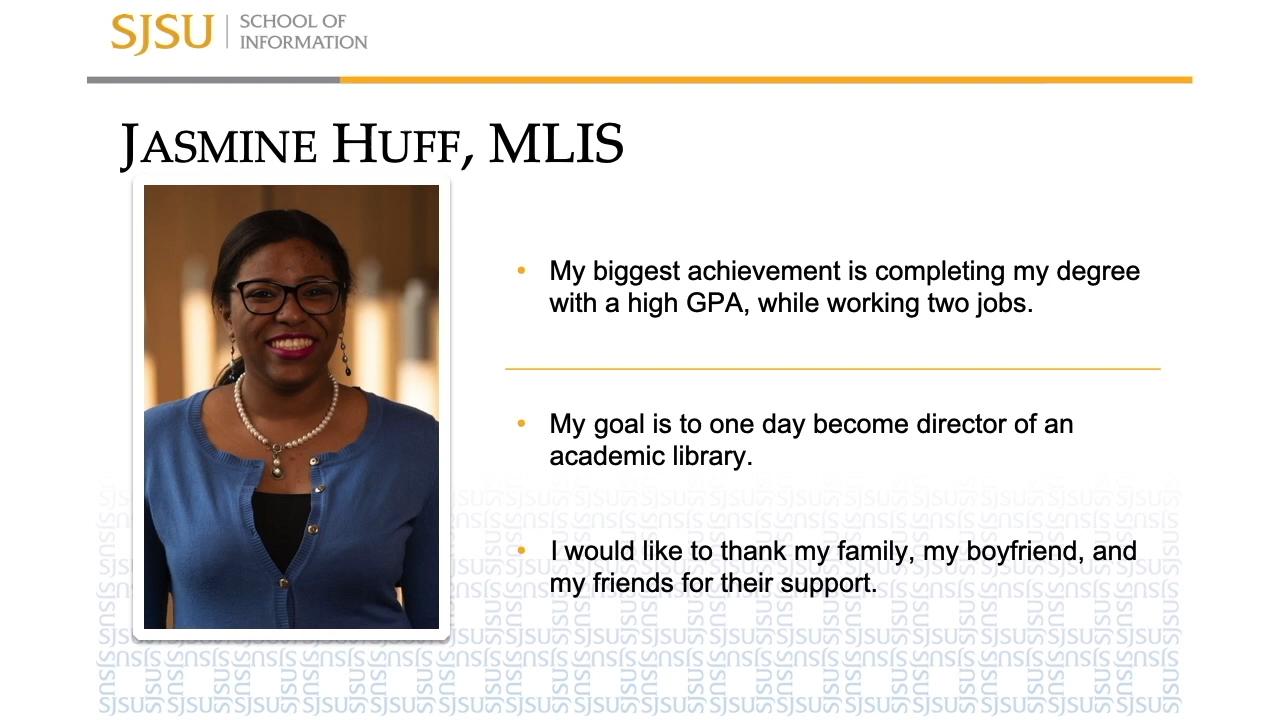 SJSU SCHOOL OF
INFORMATION
JASMINE HUFF, MLIS
• My biggest achievement is completing my degree
with a high GPA, while working two jobs.
• My goal is to one day become director of an
academic library.
• I would like to thank my family, my boyfriend, and
my friends for their support.